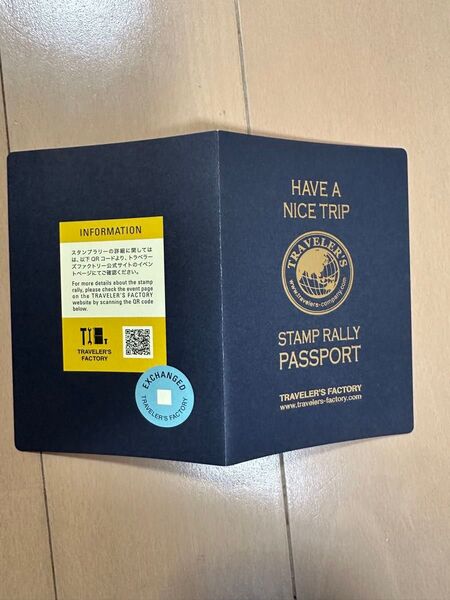 INFORMATION
スタンプラリーの詳細に関しては
は、以下QRコードより、トラベラー
ズファクトリー公式サイトのイベン
トページにてご確認ください。
For more details about the stamp
rally, please check the event page
on the TRAVELER'S FACTORY
website by scanning the QR code
below.
TRAVELER'S
FACTORY
EXCHANGED
TRAVELER'S FACTORY
HAVE A
NICE TRIP
TRAVELER'S
www.travelers-company.com
STAMP RALLY
PASSPORT
TRAVELER'S FACTORY
www.travelers-factory.com